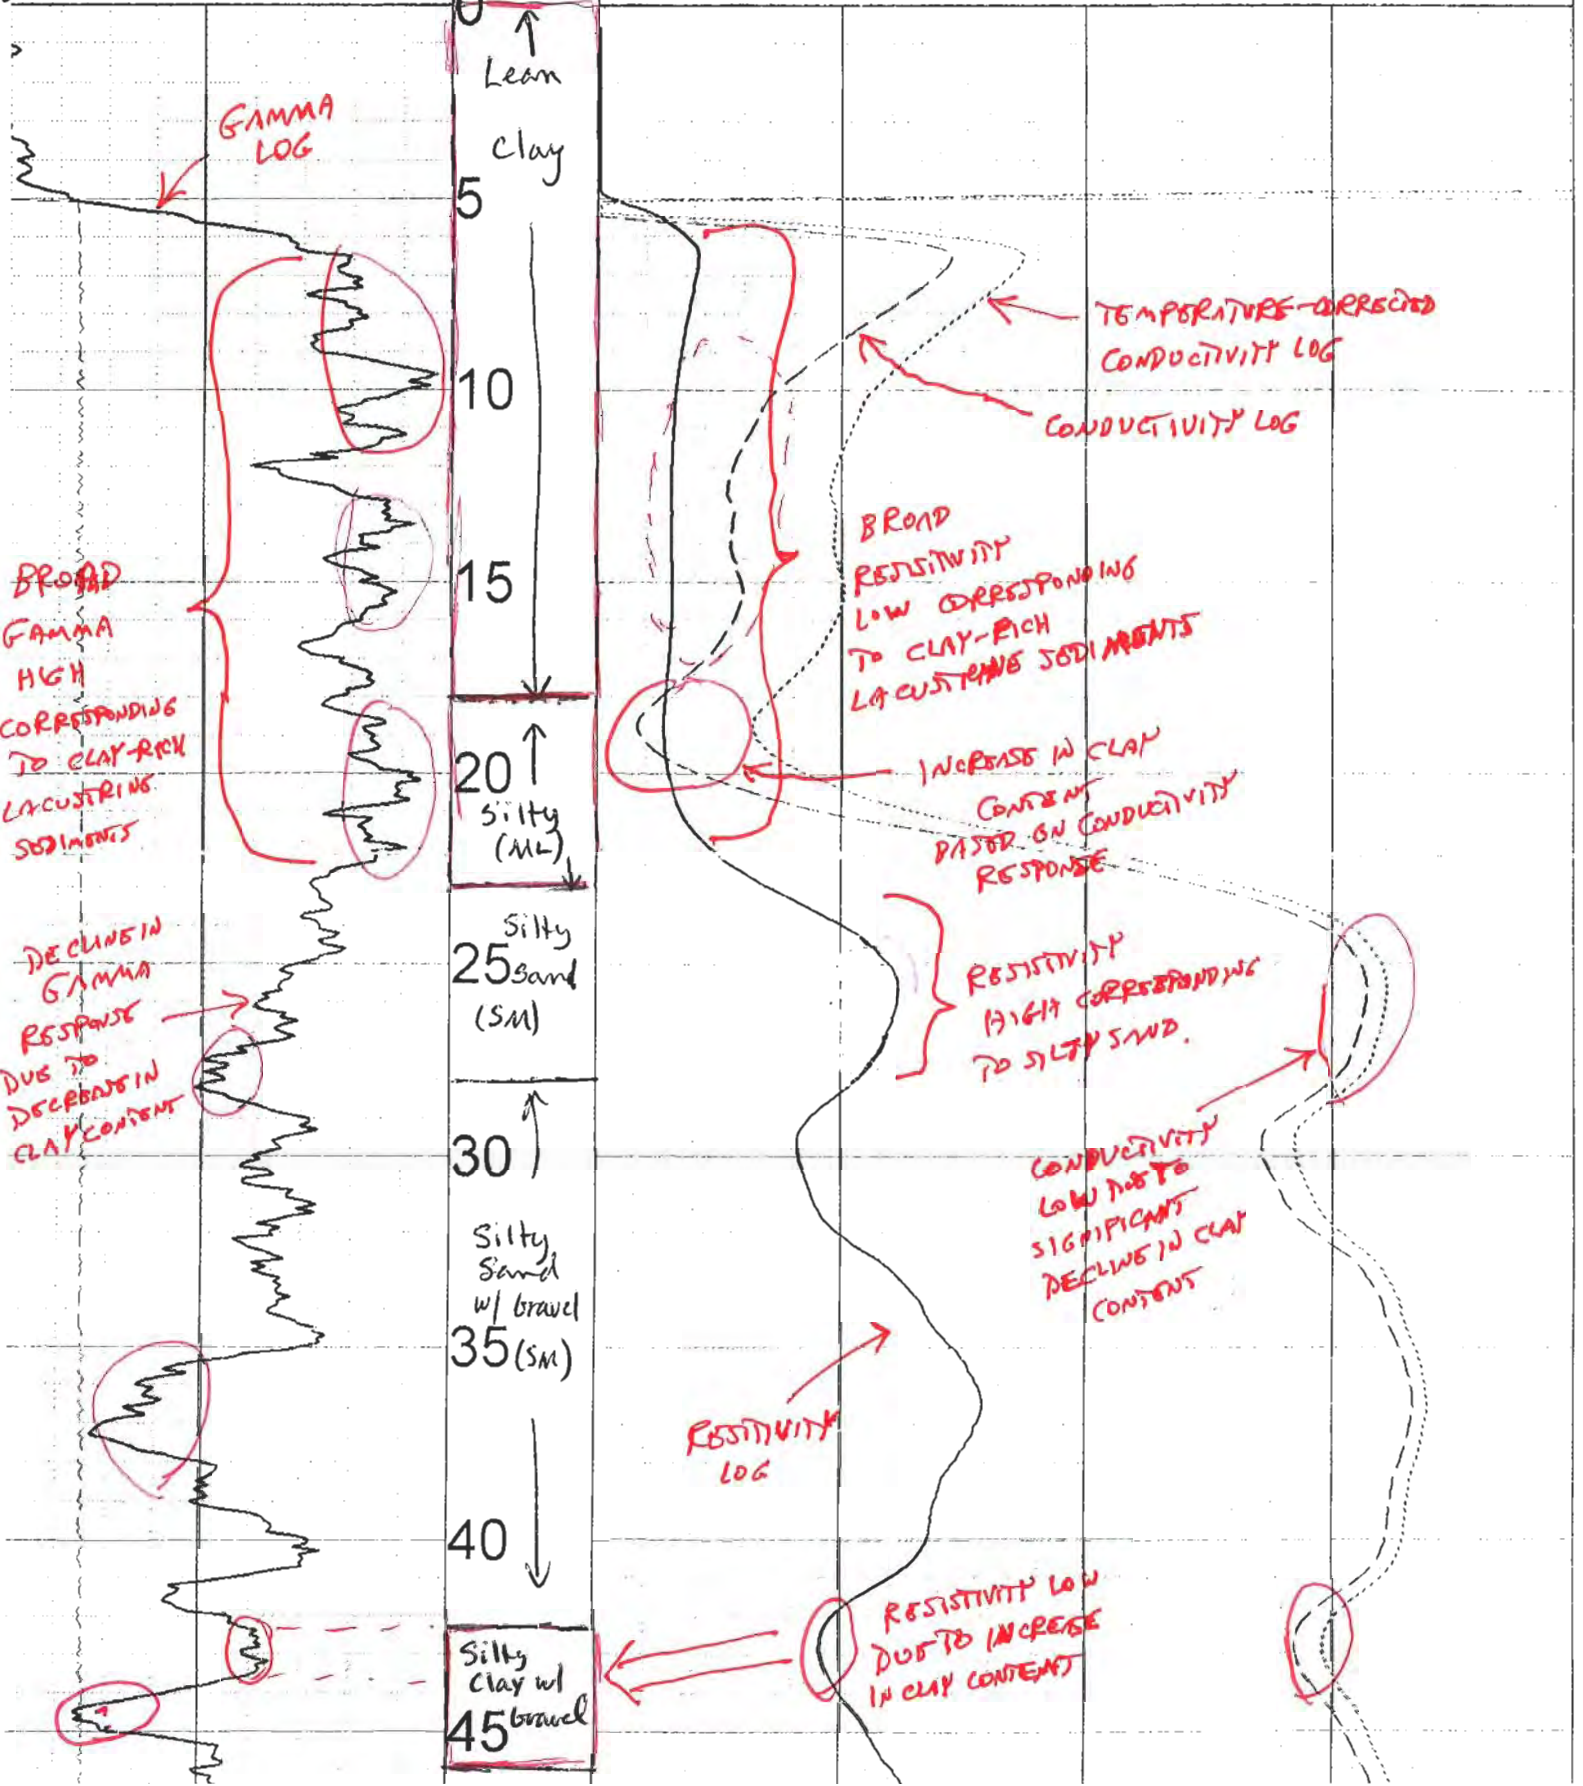 0
Lean
Clay
5
10
15
20
Silty
(ML)
Silty
25 Sand
(SM)
30
Silty
Sand
w/ Gravel
35 (SM)
40
Silty
Clay w/
Gravel
45
GAMMA
LOG
BROAD
GAMMA
HIGH
CORRESPONDING
TO CLAY-RICH
LACUSTRINE
SEDIMENTS
DECLINE IN
GAMMA
RESPONSE
DUE TO
DECREASE IN
CLAY CONTENT
TEMPERATURE-CORRECTED
CONDUCTIVITY LOG
CONDUCTIVITY LOG
BROAD
RESISITIVITY
LOW CORRESPONDING
TO CLAY-RICH
LACUSTRINE SEDIMENTS
INCREASE IN CLAY
CONTENT
BASED ON CONDUCTIVITY
RESPONSE
RESISTIVITY
HIGH CORRESPONDING
TO SILTY SAND.
CONDUCTIVITY
LOW DUE TO
SIGNIFICANT
DECLINE IN CLAY
CONTENT
RESITIVITY
LOG
RESISTIVITY LOW
DUE TO INCREASE
IN CLAY CONTENT